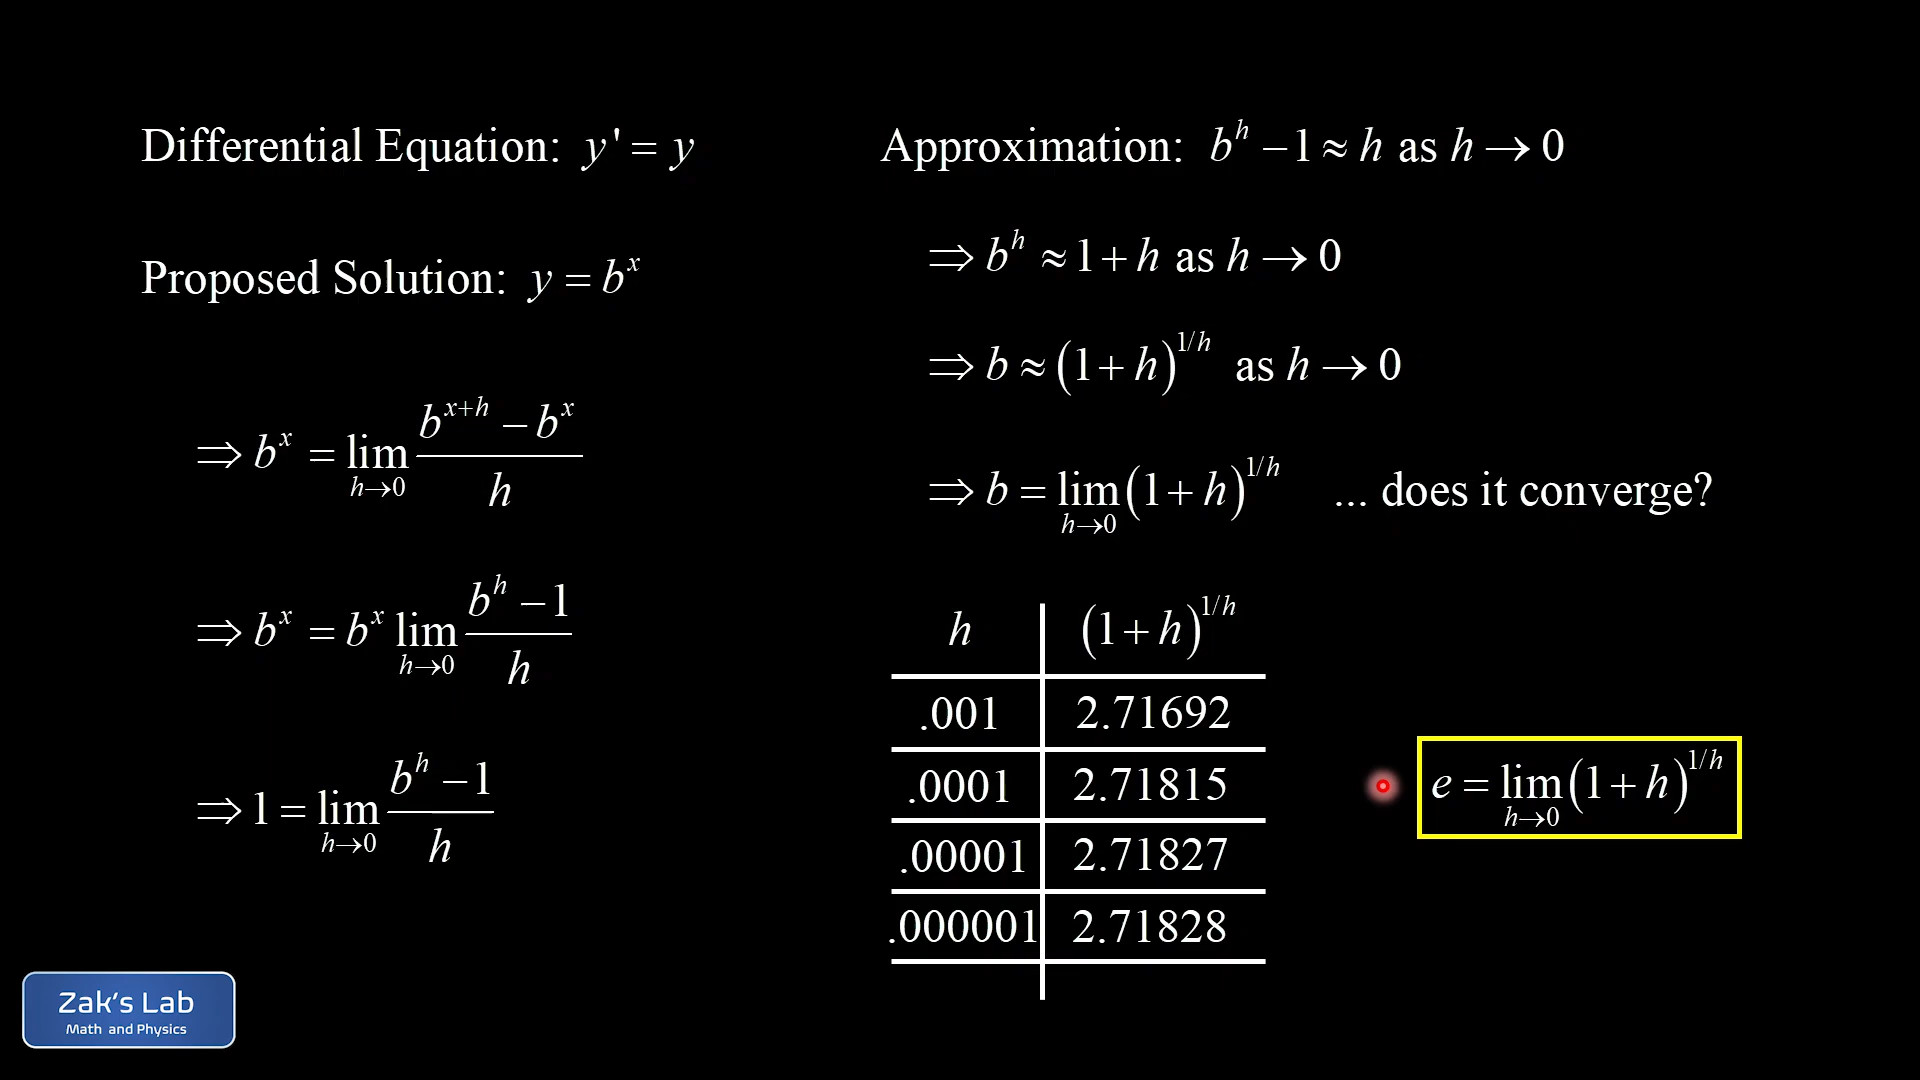 Differential Equation: y' = y
Proposed Solution: y = b^x
⇒ b^x = lim_{h→0} (b^{x+h} − b^x)/h
⇒ b^x = b^x lim_{h→0} (b^h − 1)/h
⇒ 1 = lim_{h→0} (b^h − 1)/h
Approximation: b^h − 1 ≈ h as h → 0
⇒ b^h ≈ 1 + h as h → 0
⇒ b ≈ (1 + h)^{1/h} as h → 0
⇒ b = lim_{h→0} (1 + h)^{1/h} ... does it converge?
h (1 + h)^{1/h}
.001 2.71692
.0001 2.71815
.00001 2.71827
.000001 2.71828
e = lim_{h→0} (1 + h)^{1/h}
Zak's Lab
Math and Physics